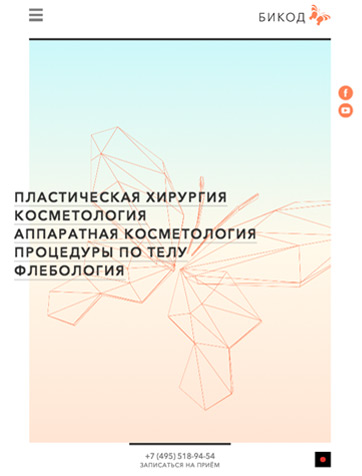 БИКОД
ПЛАСТИЧЕСКАЯ ХИРУРГИЯ
КОСМЕТОЛОГИЯ
АППАРАТНАЯ КОСМЕТОЛОГИЯ
ПРОЦЕДУРЫ ПО ТЕЛУ
ФЛЕБОЛОГИЯ
+7 (495) 518-94-54
ЗАПИСАТЬСЯ НА ПРИЁМ